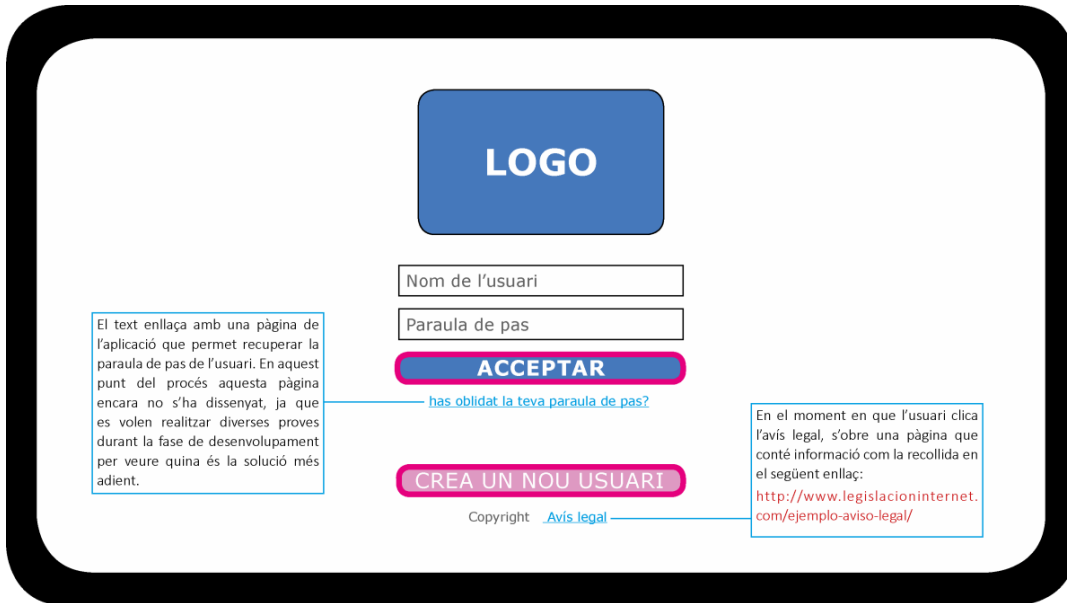 LOGO
Nom de l’usuari
Paraula de pas
ACCEPTAR
has oblidat la teva paraula de pas?
El text enllaça amb una pàgina de
l’aplicació que permet recuperar la
paraula de pas de l’usuari. En aquest
punt del procés aquesta pàgina
encara no s’ha dissenyat, ja que
es volen realitzar diverses proves
durant la fase de desenvolupament
per veure quina és la solució més
adient.
CREA UN NOU USUARI
Copyright Avís legal
En el moment en que l’usuari clica
l’avís legal, s’obre una pàgina que
conté informació com la recollida en
el següent enllaç:
http://www.legislacioninternet.
com/ejemplo-aviso-legal/